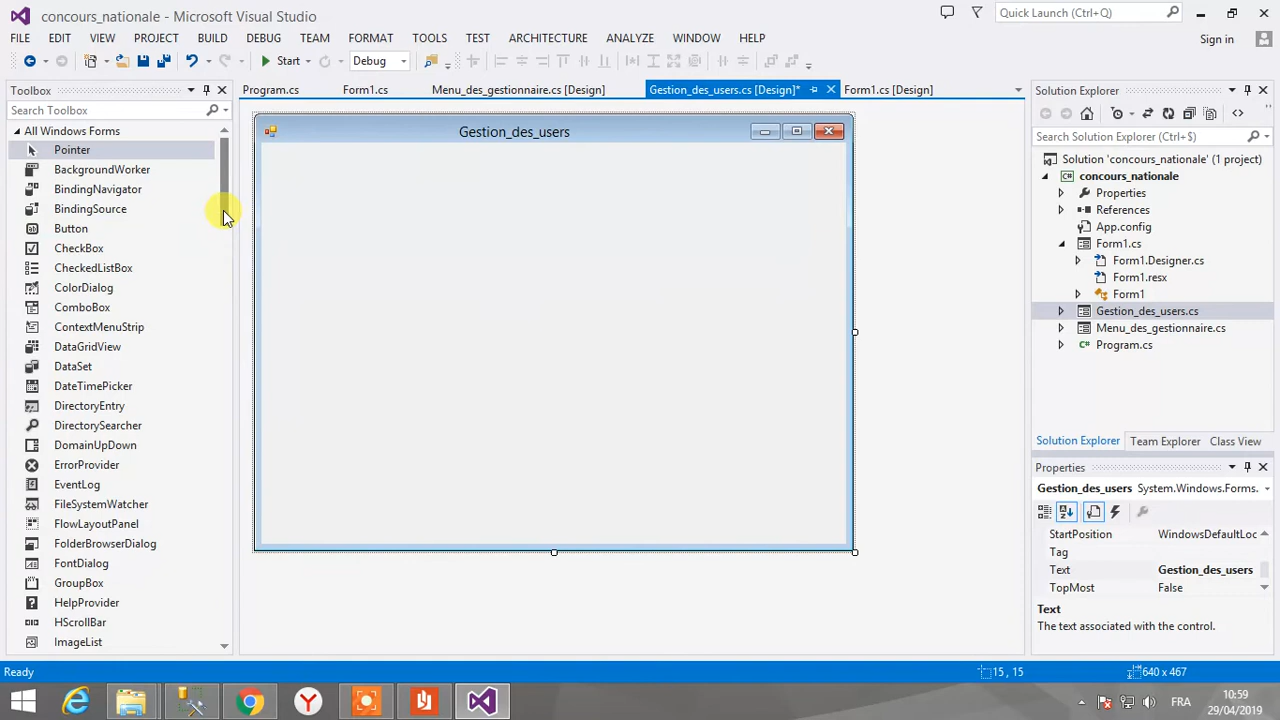 concours_nationale - Microsoft Visual Studio
Quick Launch (Ctrl+Q)
FILE EDIT VIEW PROJECT BUILD DEBUG TEAM FORMAT TOOLS TEST ARCHITECTURE ANALYZE WINDOW HELP
Sign in
Start
Debug
Toolbox
Search Toolbox
All Windows Forms
Pointer
BackgroundWorker
BindingNavigator
BindingSource
Button
CheckBox
CheckedListBox
ColorDialog
ComboBox
ContextMenuStrip
DataGridView
DataSet
DateTimePicker
DirectoryEntry
DirectorySearcher
DomainUpDown
ErrorProvider
EventLog
FileSystemWatcher
FlowLayoutPanel
FolderBrowserDialog
FontDialog
GroupBox
HelpProvider
HScrollBar
ImageList
Program.cs Form1.cs Menu_des_gestionnaire.cs [Design] Gestion_des_users.cs [Design]* Form1.cs [Design]
Gestion_des_users
Solution Explorer
Search Solution Explorer (Ctrl+$)
Solution 'concours_nationale' (1 project)
concours_nationale
Properties
References
App.config
Form1.cs
Form1.Designer.cs
Form1.resx
Form1
Gestion_des_users.cs
Menu_des_gestionnaire.cs
Program.cs
Solution Explorer Team Explorer Class View
Properties
Gestion_des_users System.Windows.Forms.
StartPosition WindowsDefaultLoc
Tag
Text Gestion_des_users
TopMost False
Text
The text associated with the control.
Ready
15 , 15
640 x 467
FRA
10:59
29/04/2019